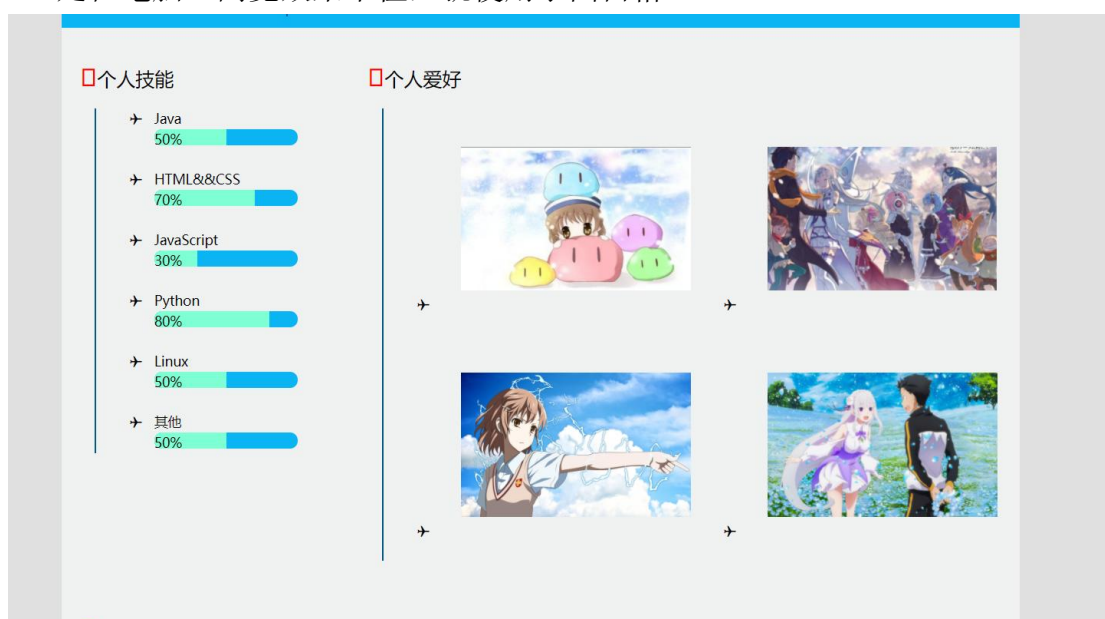 个人技能
✈ Java
50%
✈ HTML&&CSS
70%
✈ JavaScript
30%
✈ Python
80%
✈ Linux
50%
✈ 其他
50%
个人爱好